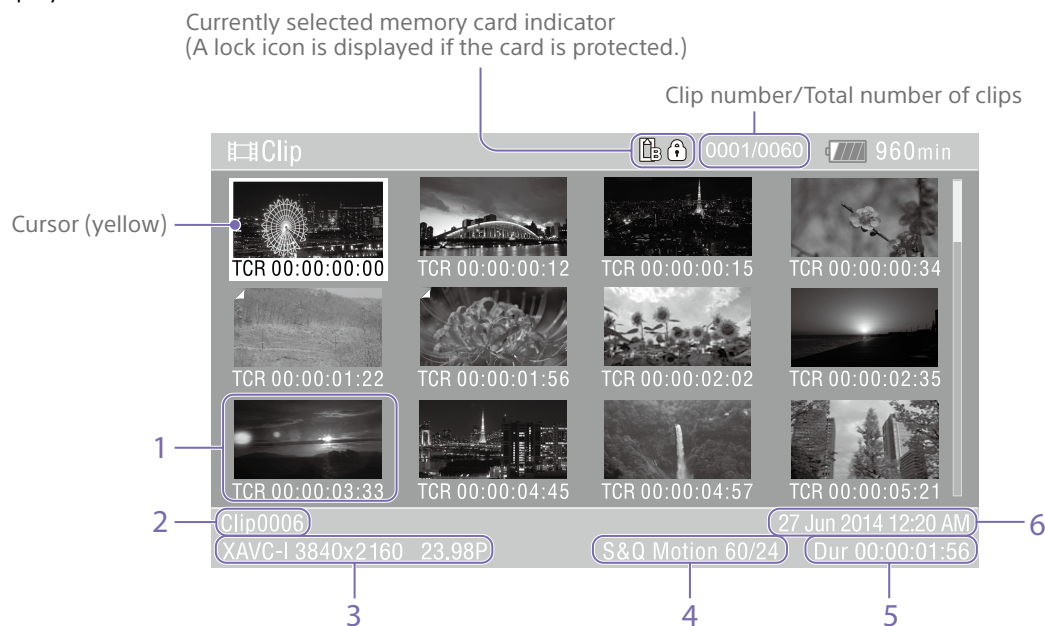 Currently selected memory card indicator
(A lock icon is displayed if the card is protected.)
Clip number/Total number of clips
Clip
B
0001/0060
960min
Cursor (yellow)
TCR 00:00:00:00
TCR 00:00:00:12
TCR 00:00:00:15
TCR 00:00:00:34
TCR 00:00:01:22
TCR 00:00:01:56
TCR 00:00:02:02
TCR 00:00:02:35
1
TCR 00:00:03:33
TCR 00:00:04:45
TCR 00:00:04:57
TCR 00:00:05:21
2
Clip0006
27 Jun 2014 12:20 AM
6
XAVC-I 3840x2160 23.98P
S&Q Motion 60/24
Dur 00:00:01:56
3
4
5